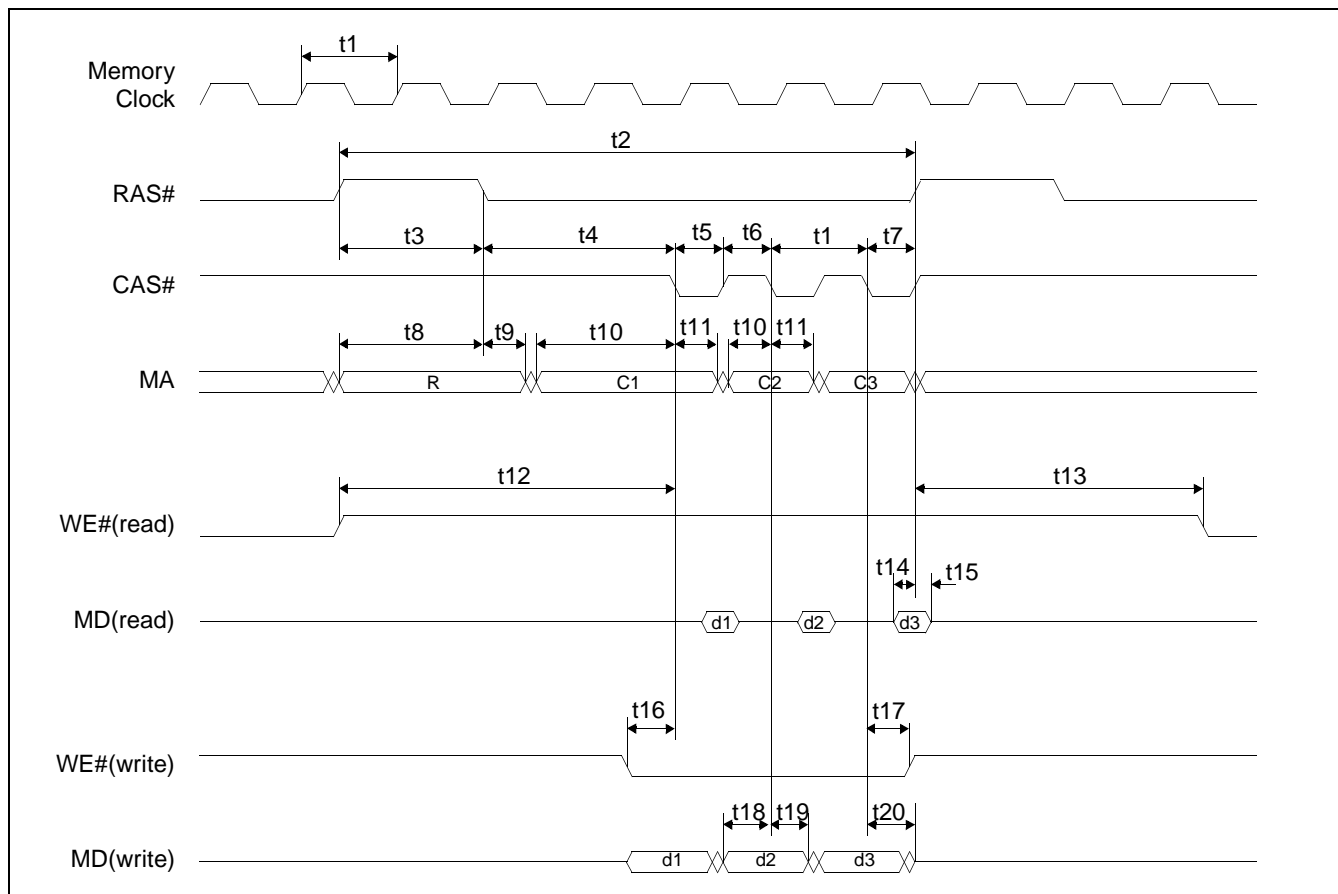 t1
Memory
Clock
t2
RAS#
t3 t4 t5 t6 t1 t7
CAS#
t8 t9 t10 t11 t10 t11
MA R C1 C2 C3
t12 t13
WE#(read)
t14 t15
MD(read) d1 d2 d3
t16 t17
WE#(write)
t18 t19 t20
MD(write) d1 d2 d3